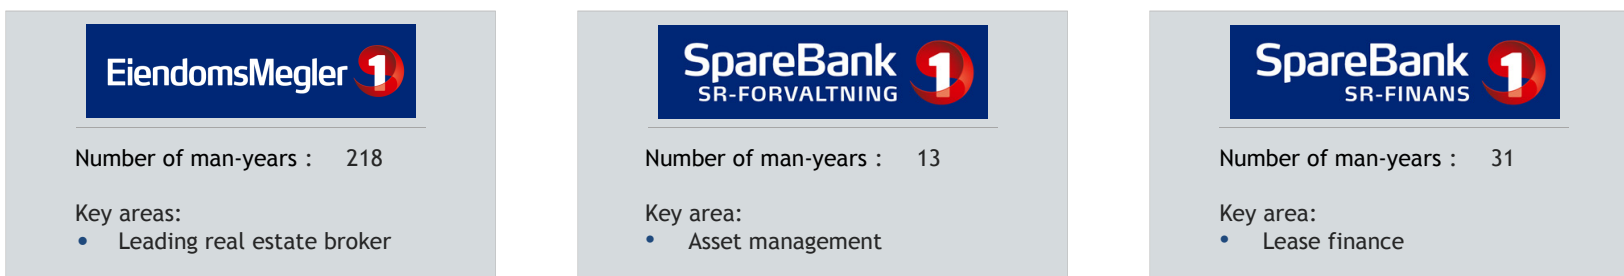 EiendomsMegler 1
Number of man-years : 218
Key areas:
• Leading real estate broker
SpareBank 1
SR-FORVALTNING
Number of man-years : 13
Key area:
• Asset management
SpareBank 1
SR-FINANS
Number of man-years : 31
Key area:
• Lease finance